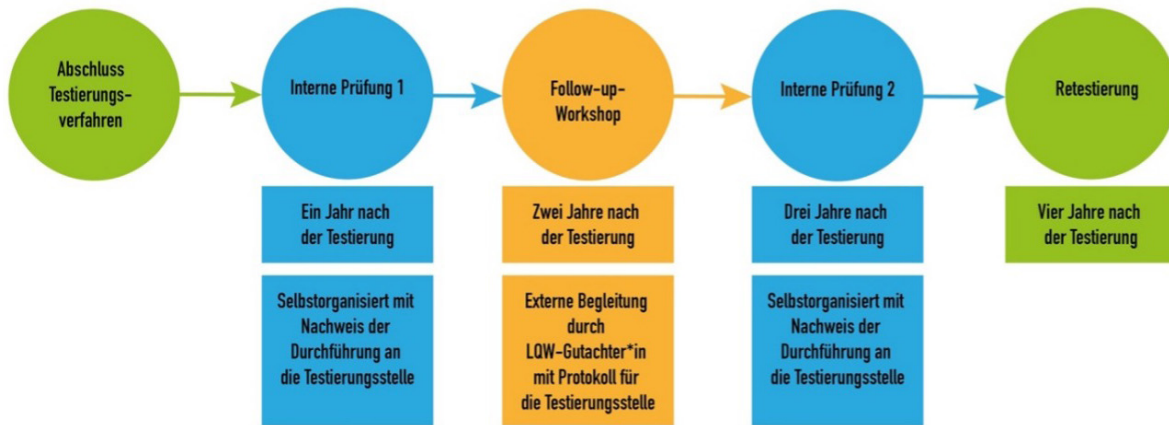 Abschluss
Testierungs-
verfahren
Interne Prüfung 1
Follow-up-
Workshop
Interne Prüfung 2
Retestierung
Ein Jahr nach
der Testierung
Zwei Jahre nach
der Testierung
Drei Jahre nach
der Testierung
Vier Jahre nach
der Testierung
Selbstorganisiert mit
Nachweis der
Durchführung an
die Testierungsstelle
Externe Begleitung
durch
LQW-Gutachter*in
mit Protokoll für
die Testierungsstelle
Selbstorganisiert mit
Nachweis der
Durchführung an
die Testierungsstelle